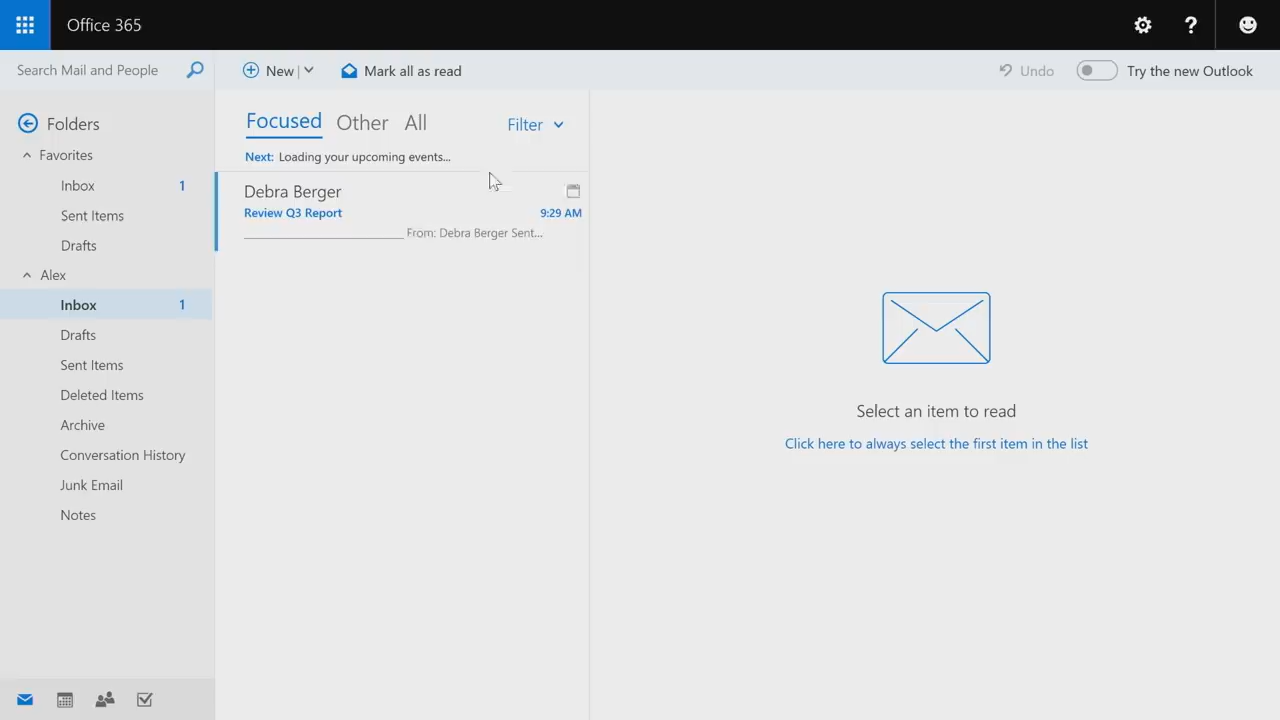 Office 365
?
Search Mail and People
New
Mark all as read
Undo
Try the new Outlook
Folders
Favorites
Inbox 1
Sent Items
Drafts
Alex
Inbox 1
Drafts
Sent Items
Deleted Items
Archive
Conversation History
Junk Email
Notes
Focused Other All
Filter
Next: Loading your upcoming events...
Debra Berger
Review Q3 Report 9:29 AM
________________________________ From: Debra Berger Sent...
Select an item to read
Click here to always select the first item in the list